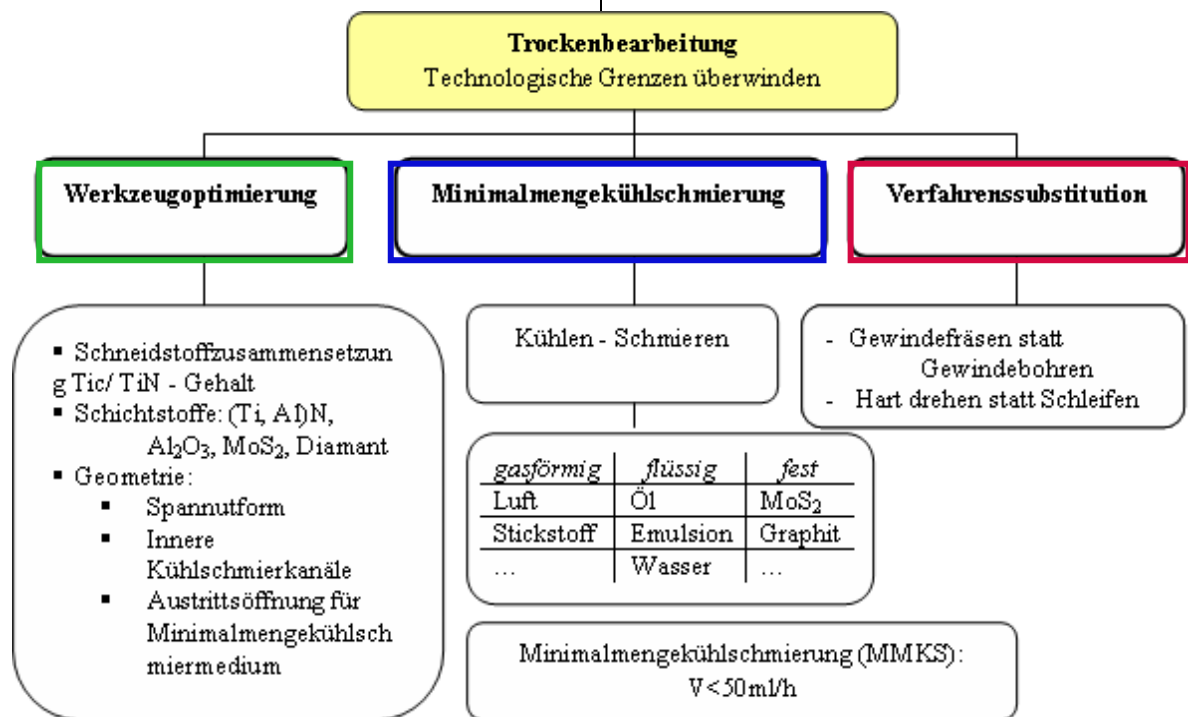 Trockenbearbeitung
Technologische Grenzen überwinden
Werkzeugoptimierung
Minimalmengekühlschmierung
Verfahrenssubstitution
▪ Schneidstoffzusammensetzun
g Tic/ TiN - Gehalt
▪ Schichtstoffe: (Ti, Al)N,
Al₂O₃, MoS₂, Diamant
▪ Geometrie:
▪ Spannutform
▪ Innere
Kühlschmierkanäle
▪ Austrittsöffnung für
Minimalmengekühlsch
miermedium
Kühlen - Schmieren
gasförmig flüssig fest
Luft Öl MoS₂
Stickstoff Emulsion Graphit
... Wasser ...
Minimalmengekühlschmierung (MMKS):
V<50ml/h
- Gewindefräsen statt
Gewindebohren
- Hart drehen statt Schleifen